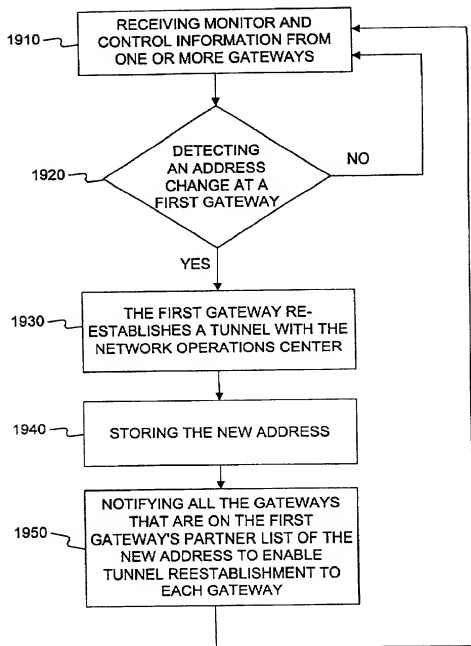 1910
RECEIVING MONITOR AND
CONTROL INFORMATION FROM
ONE OR MORE GATEWAYS
1920
DETECTING
AN ADDRESS
CHANGE AT A
FIRST GATEWAY
NO
YES
1930
THE FIRST GATEWAY RE-
ESTABLISHES A TUNNEL WITH THE
NETWORK OPERATIONS CENTER
1940
STORING THE NEW ADDRESS
1950
NOTIFYING ALL THE GATEWAYS
THAT ARE ON THE FIRST
GATEWAY'S PARTNER LIST OF THE
NEW ADDRESS TO ENABLE
TUNNEL REESTABLISHMENT TO
EACH GATEWAY